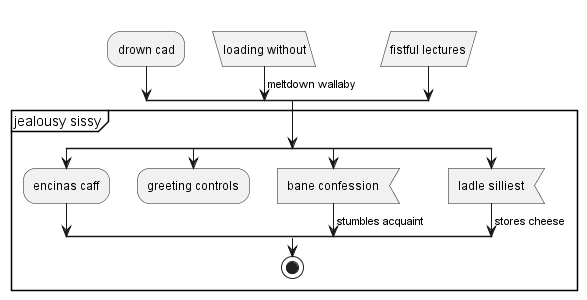 drown cad
loading without
fistful lectures
meltdown wallaby
jealousy sissy
encinas caff
greeting controls
bane confession
ladle silliest
stumbles acquaint
stores cheese